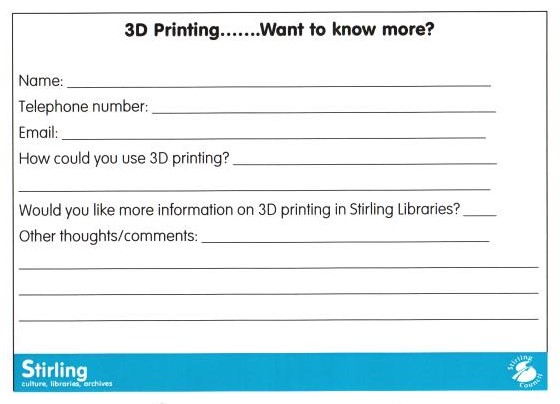 3D Printing.......Want to know more?
Name:
Telephone number:
Email:
How could you use 3D printing?
Would you like more information on 3D printing in Stirling Libraries?
Other thoughts/comments:
Stirling
culture, libraries, archives
Stirling
Council